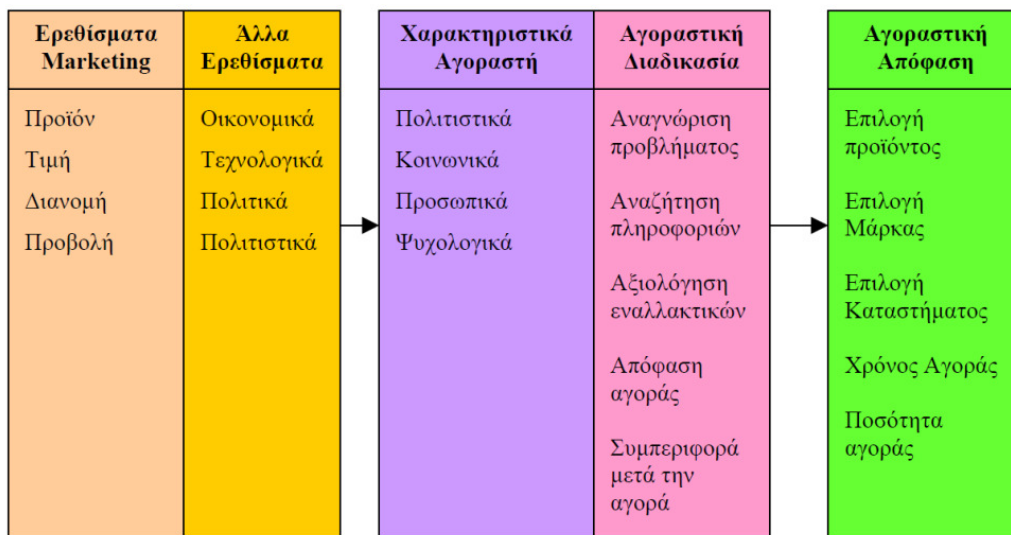 Ερεθίσματα
Marketing
Προϊόν
Τιμή
Διανομή
Προβολή
Άλλα
Ερεθίσματα
Οικονομικά
Τεχνολογικά
Πολιτικά
Πολιτιστικά
Χαρακτηριστικά
Αγοραστή
Πολιτιστικά
Κοινωνικά
Προσωπικά
Ψυχολογικά
Αγοραστική
Διαδικασία
Αναγνώριση
προβλήματος
Αναζήτηση
πληροφοριών
Αξιολόγηση
εναλλακτικών
Απόφαση
αγοράς
Συμπεριφορά
μετά την
αγορά
Αγοραστική
Απόφαση
Επιλογή
προϊόντος
Επιλογή
Μάρκας
Επιλογή
Καταστήματος
Χρόνος Αγοράς
Ποσότητα
αγοράς